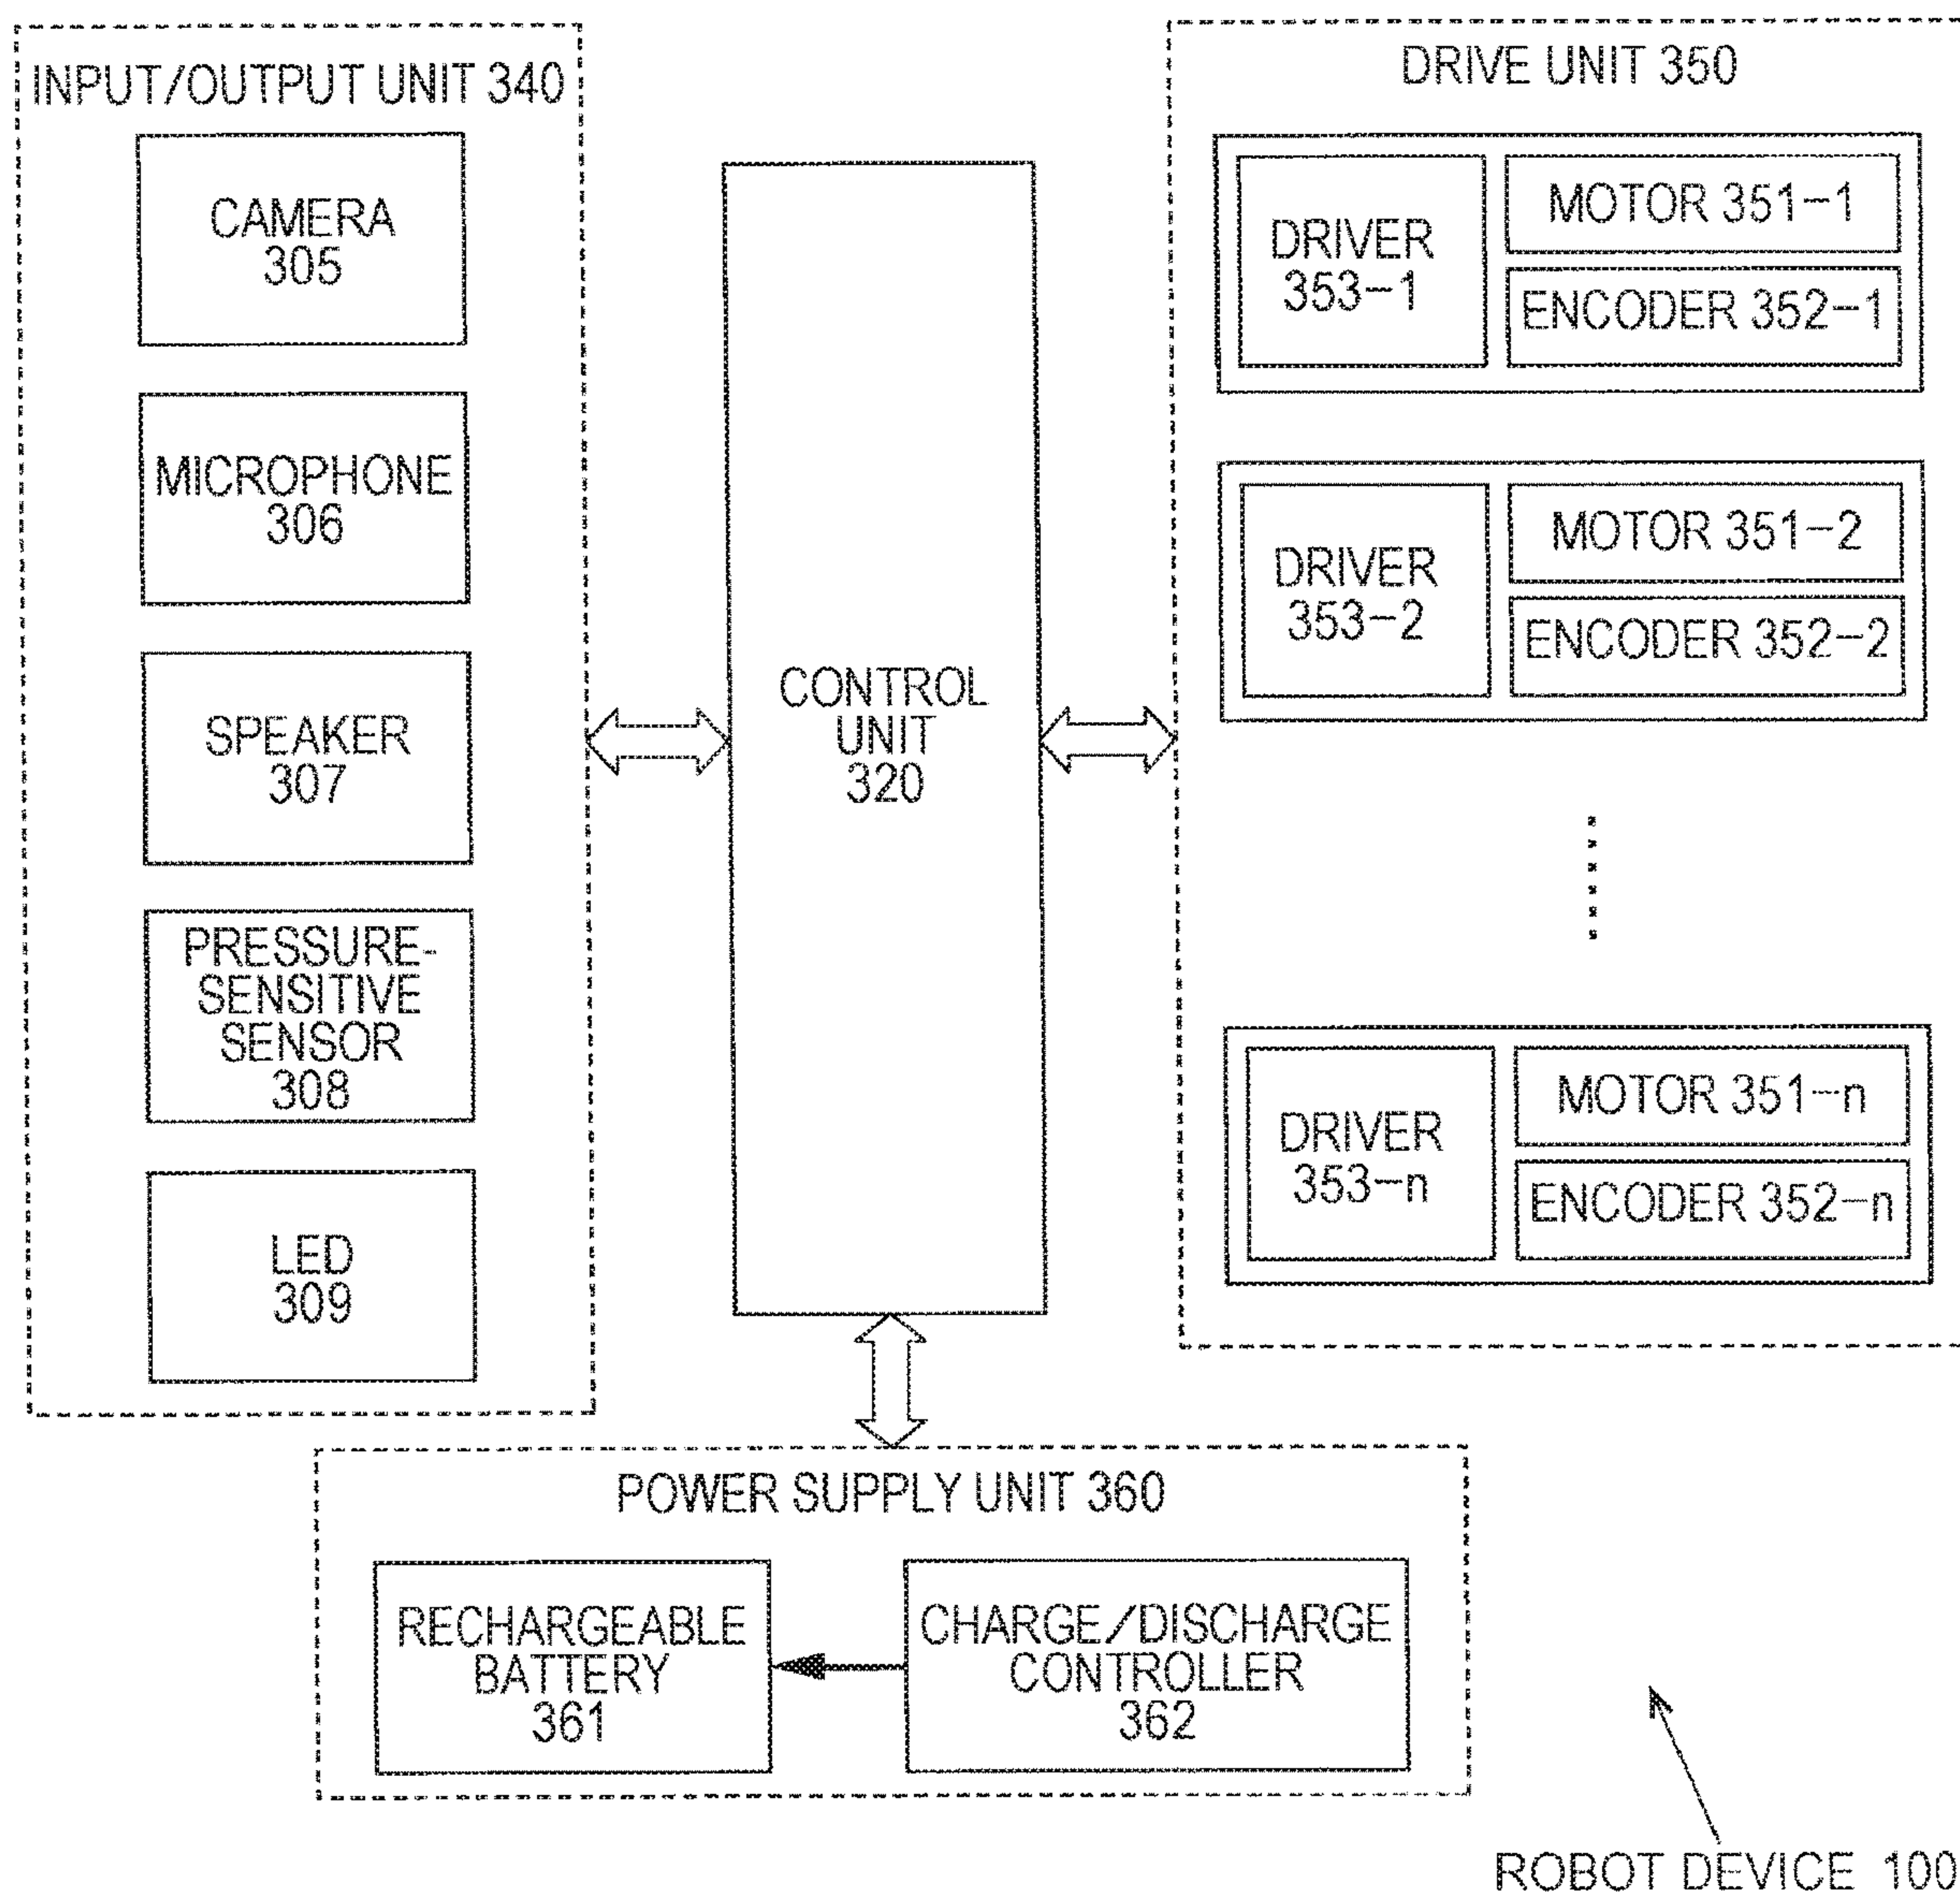 INPUT/OUTPUT UNIT 340
CAMERA
305
MICROPHONE
306
SPEAKER
307
PRESSURE-
SENSITIVE
SENSOR
308
LED
309
CONTROL
UNIT
320
DRIVE UNIT 350
DRIVER
353-1
MOTOR 351-1
ENCODER 352-1
DRIVER
353-2
MOTOR 351-2
ENCODER 352-2
DRIVER
353-n
MOTOR 351-n
ENCODER 352-n
POWER SUPPLY UNIT 360
RECHARGEABLE
BATTERY
361
CHARGE/DISCHARGE
CONTROLLER
362
ROBOT DEVICE 100